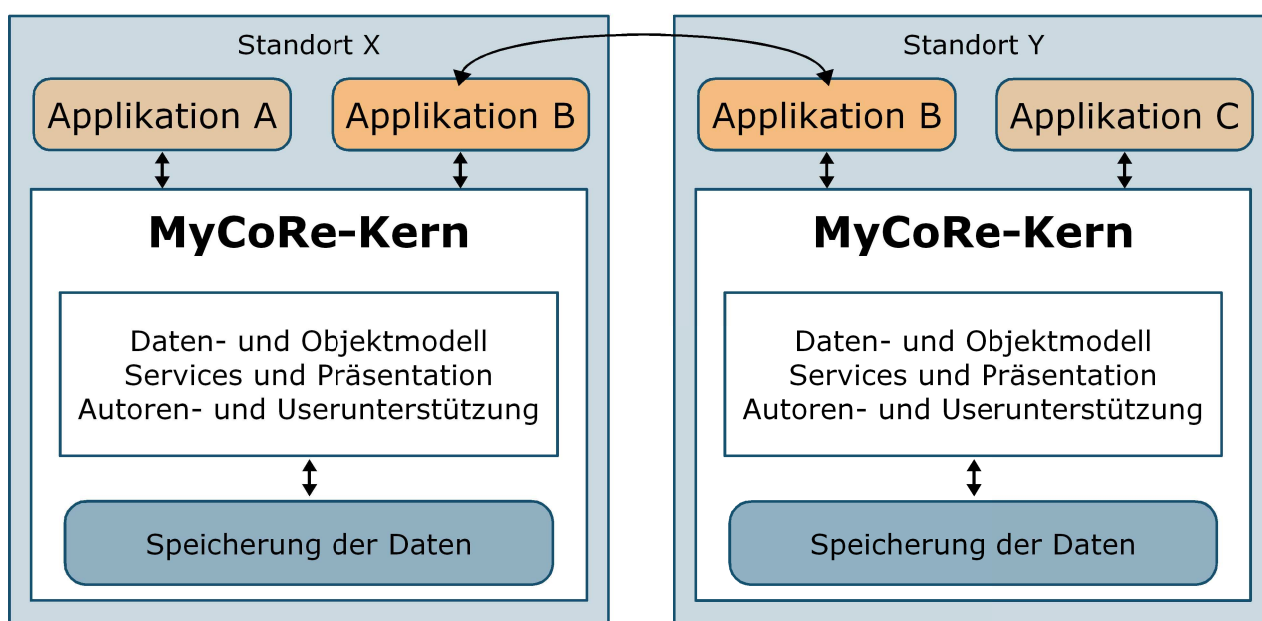 Standort X
Applikation A
Applikation B
MyCoRe-Kern
Daten- und Objektmodell
Services und Präsentation
Autoren- und Userunterstützung
Speicherung der Daten
Standort Y
Applikation B
Applikation C
MyCoRe-Kern
Daten- und Objektmodell
Services und Präsentation
Autoren- und Userunterstützung
Speicherung der Daten